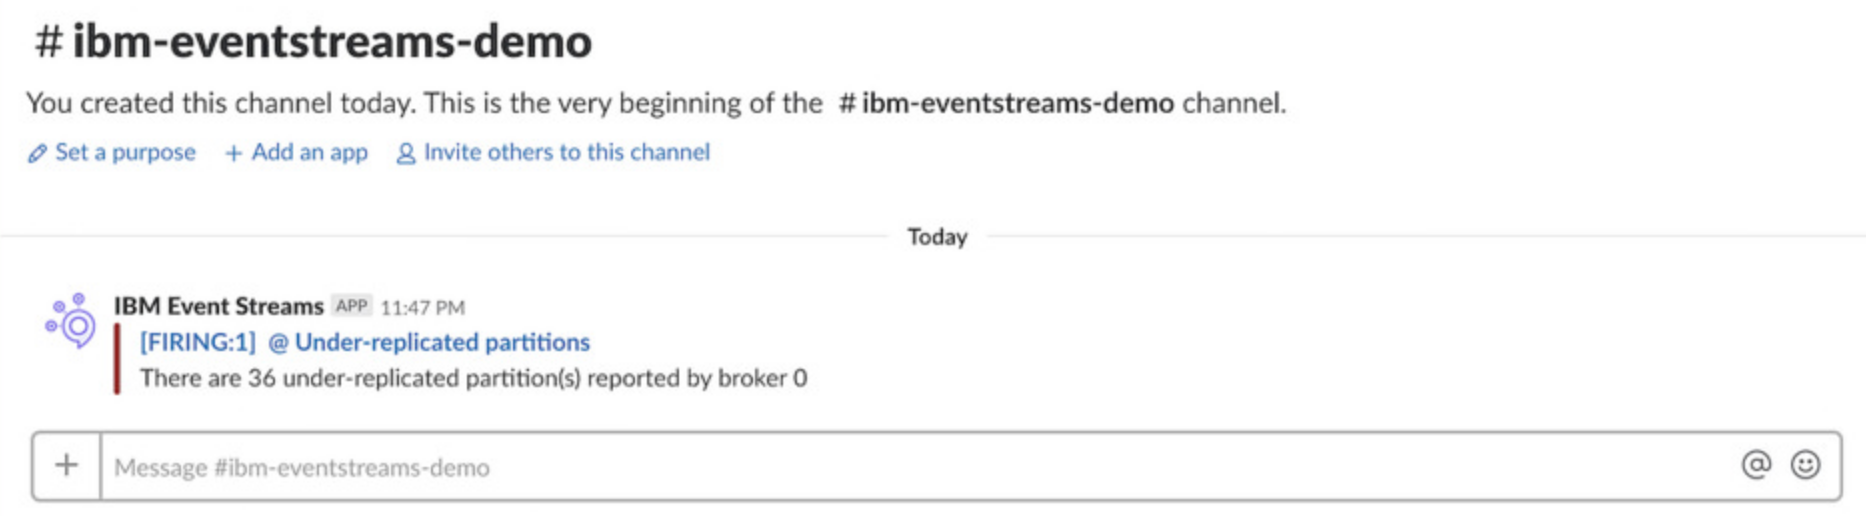 # ibm-eventstreams-demo
You created this channel today. This is the very beginning of the # ibm-eventstreams-demo channel.
Set a purpose + Add an app Invite others to this channel
Today
IBM Event Streams APP 11:47 PM
[FIRING:1] @ Under-replicated partitions
There are 36 under-replicated partition(s) reported by broker 0
+ Message #ibm-eventstreams-demo @